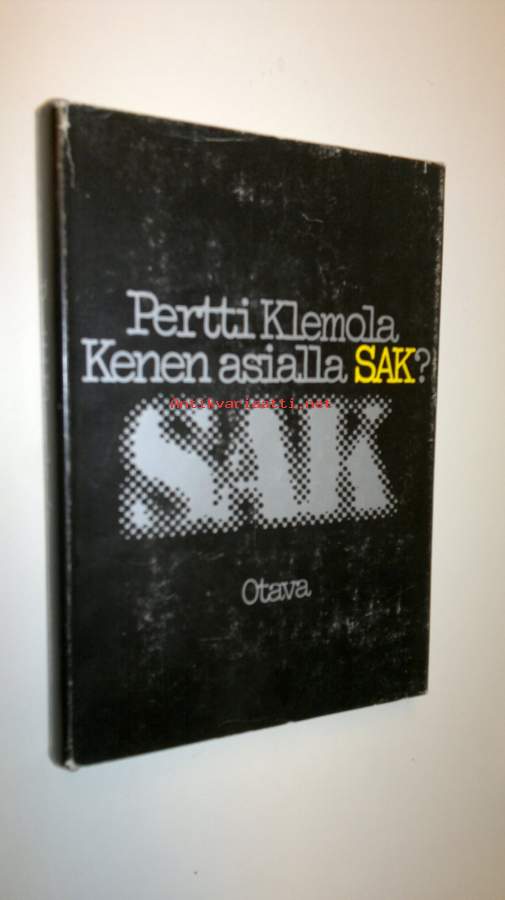 Pertti Klemola
Kenen asialla SAK?
Antikvariaatti.net
SAK
Otava